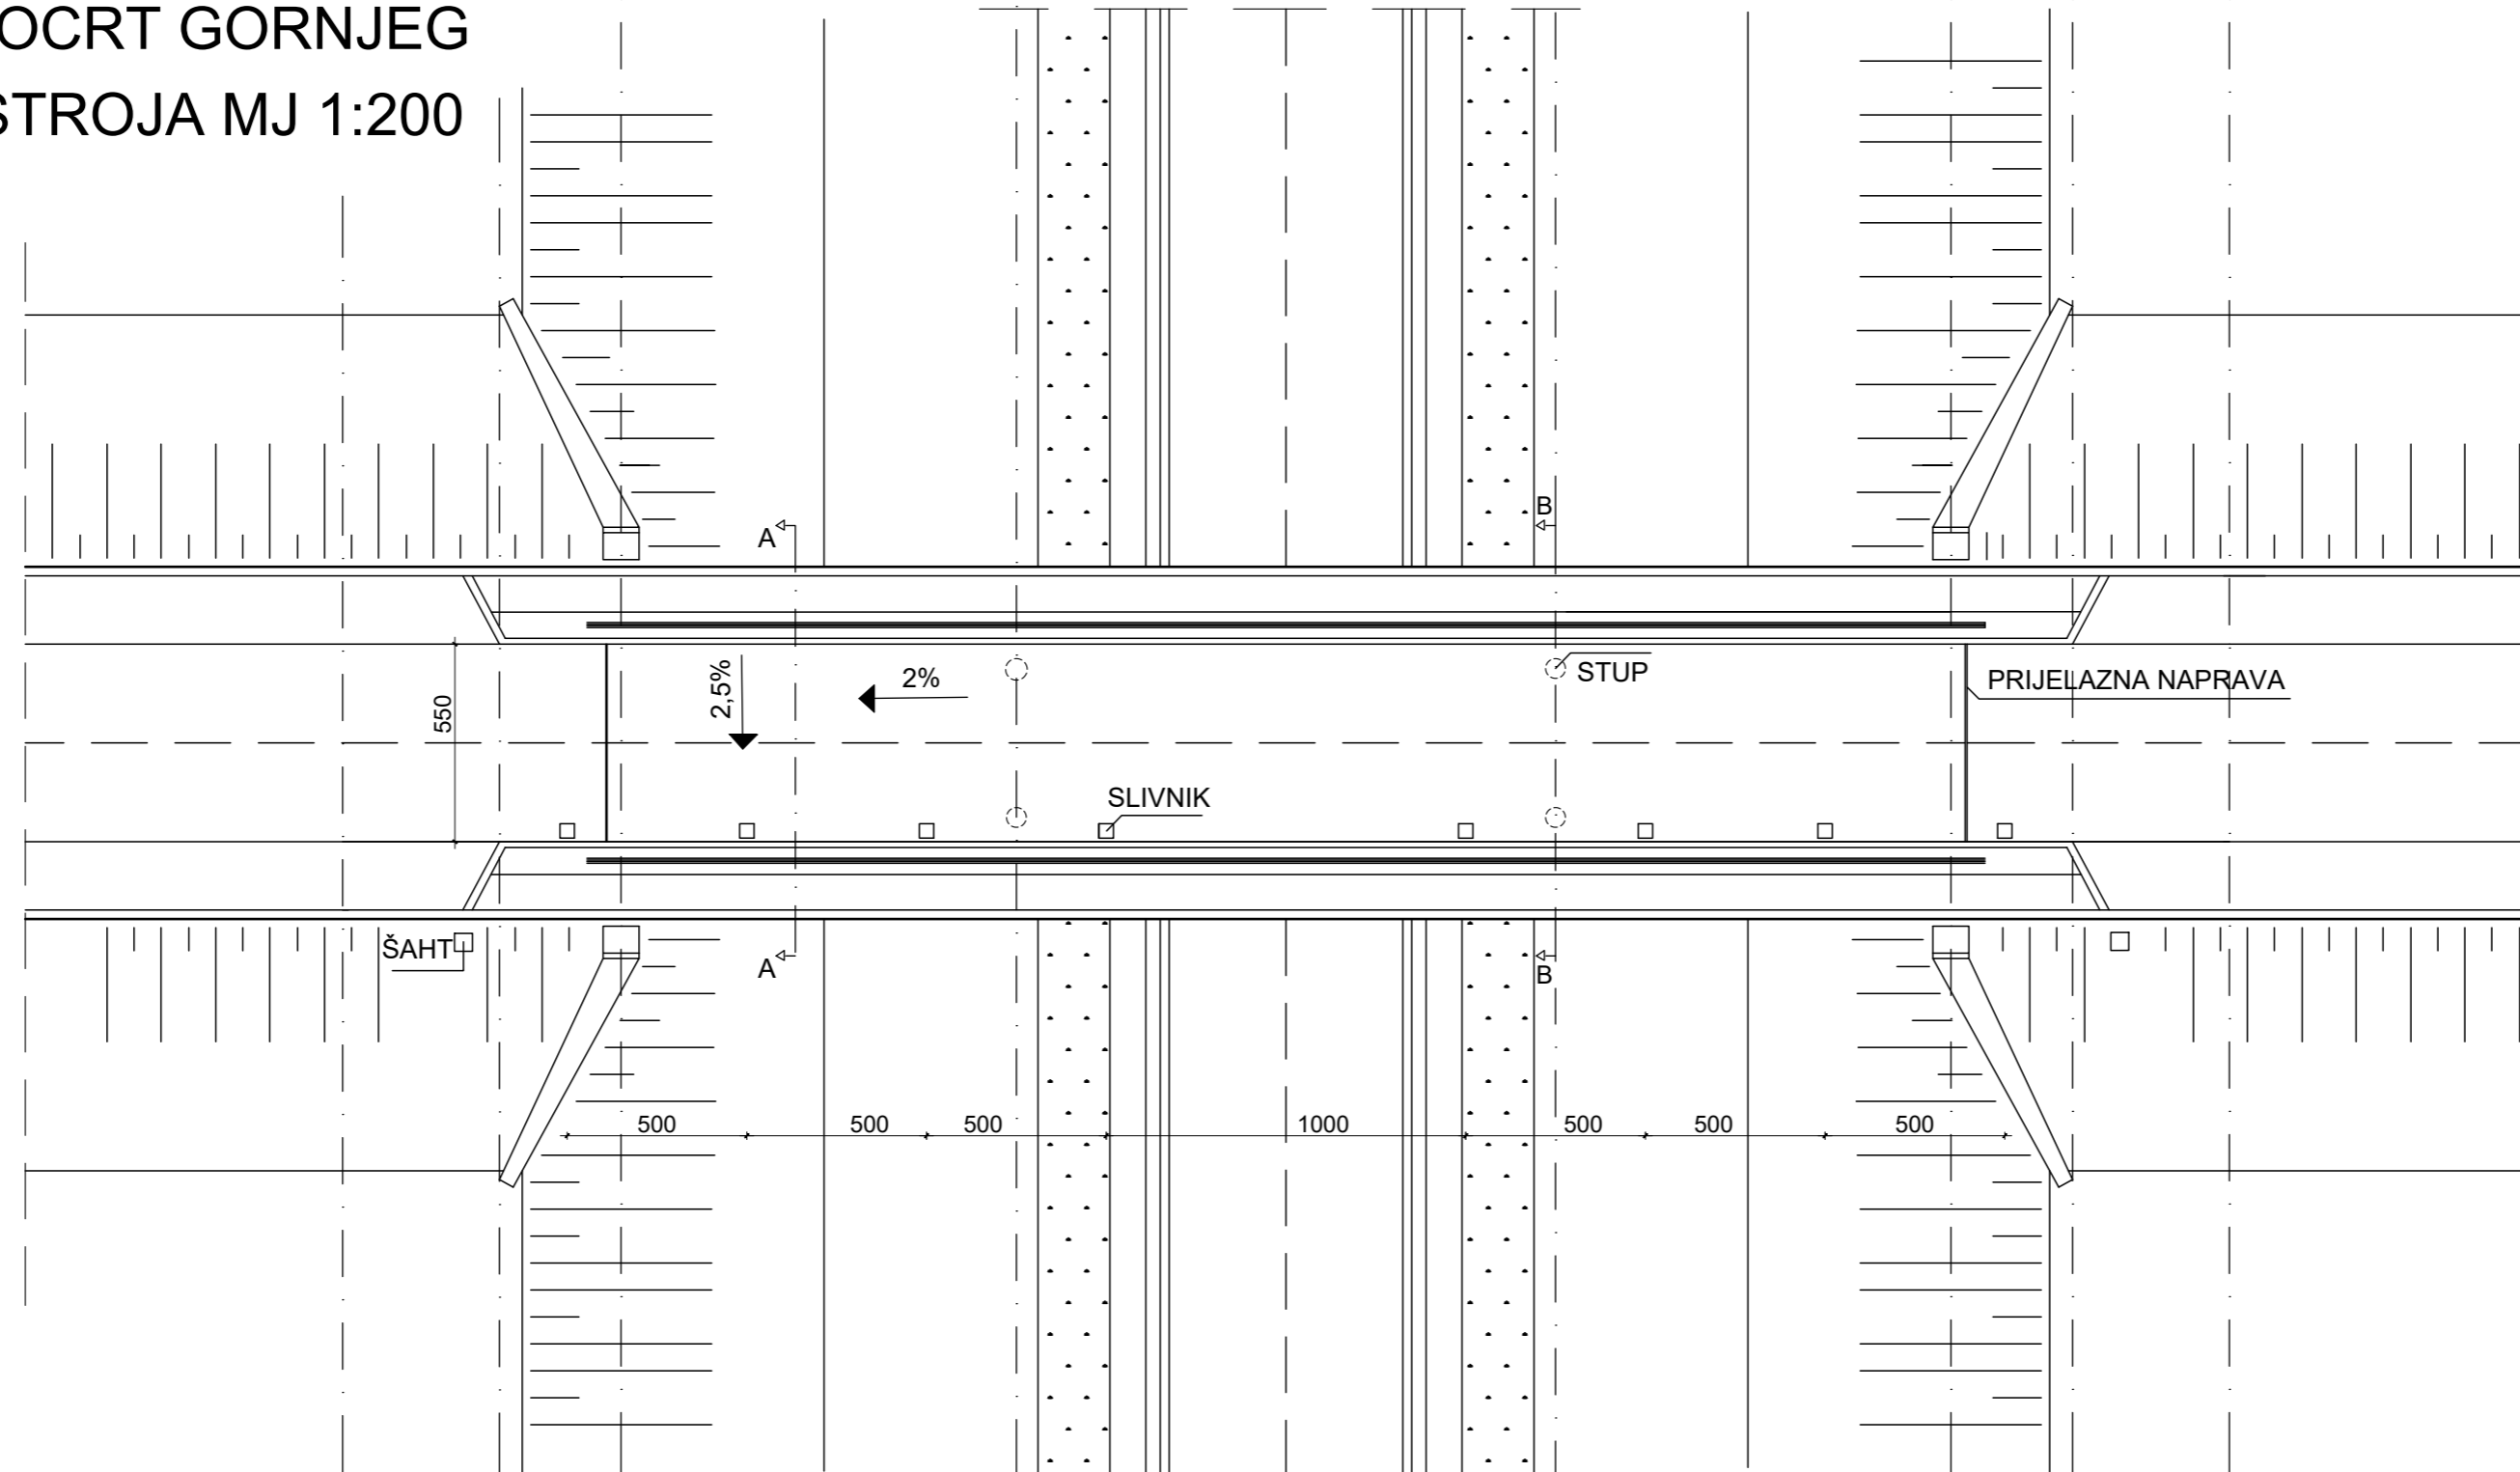 OCRT GORNJEG
STROJA MJ 1:200
A
B
2,5%
2%
STUP
PRIJELAZNA NAPRAVA
550
SLIVNIK
ŠAHT
A
B
500
500
500
1000
500
500
500